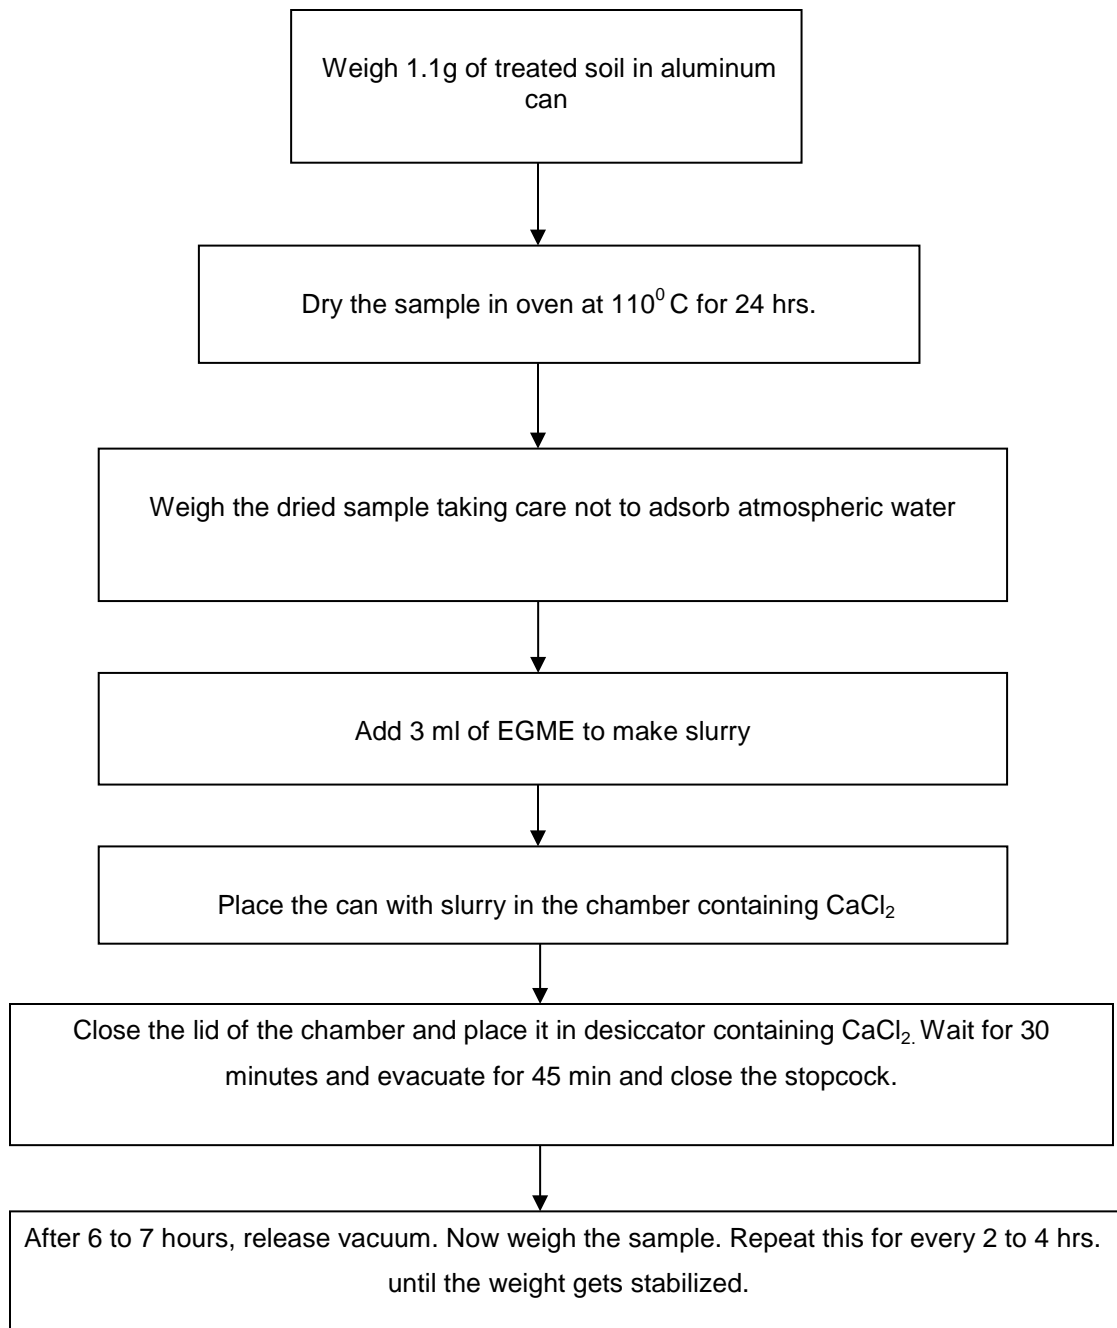 Weigh 1.1g of treated soil in aluminum
can
Dry the sample in oven at 110⁰ C for 24 hrs.
Weigh the dried sample taking care not to adsorb atmospheric water
Add 3 ml of EGME to make slurry
Place the can with slurry in the chamber containing CaCl₂
Close the lid of the chamber and place it in desiccator containing CaCl₂. Wait for 30
minutes and evacuate for 45 min and close the stopcock.
After 6 to 7 hours, release vacuum. Now weigh the sample. Repeat this for every 2 to 4 hrs.
until the weight gets stabilized.